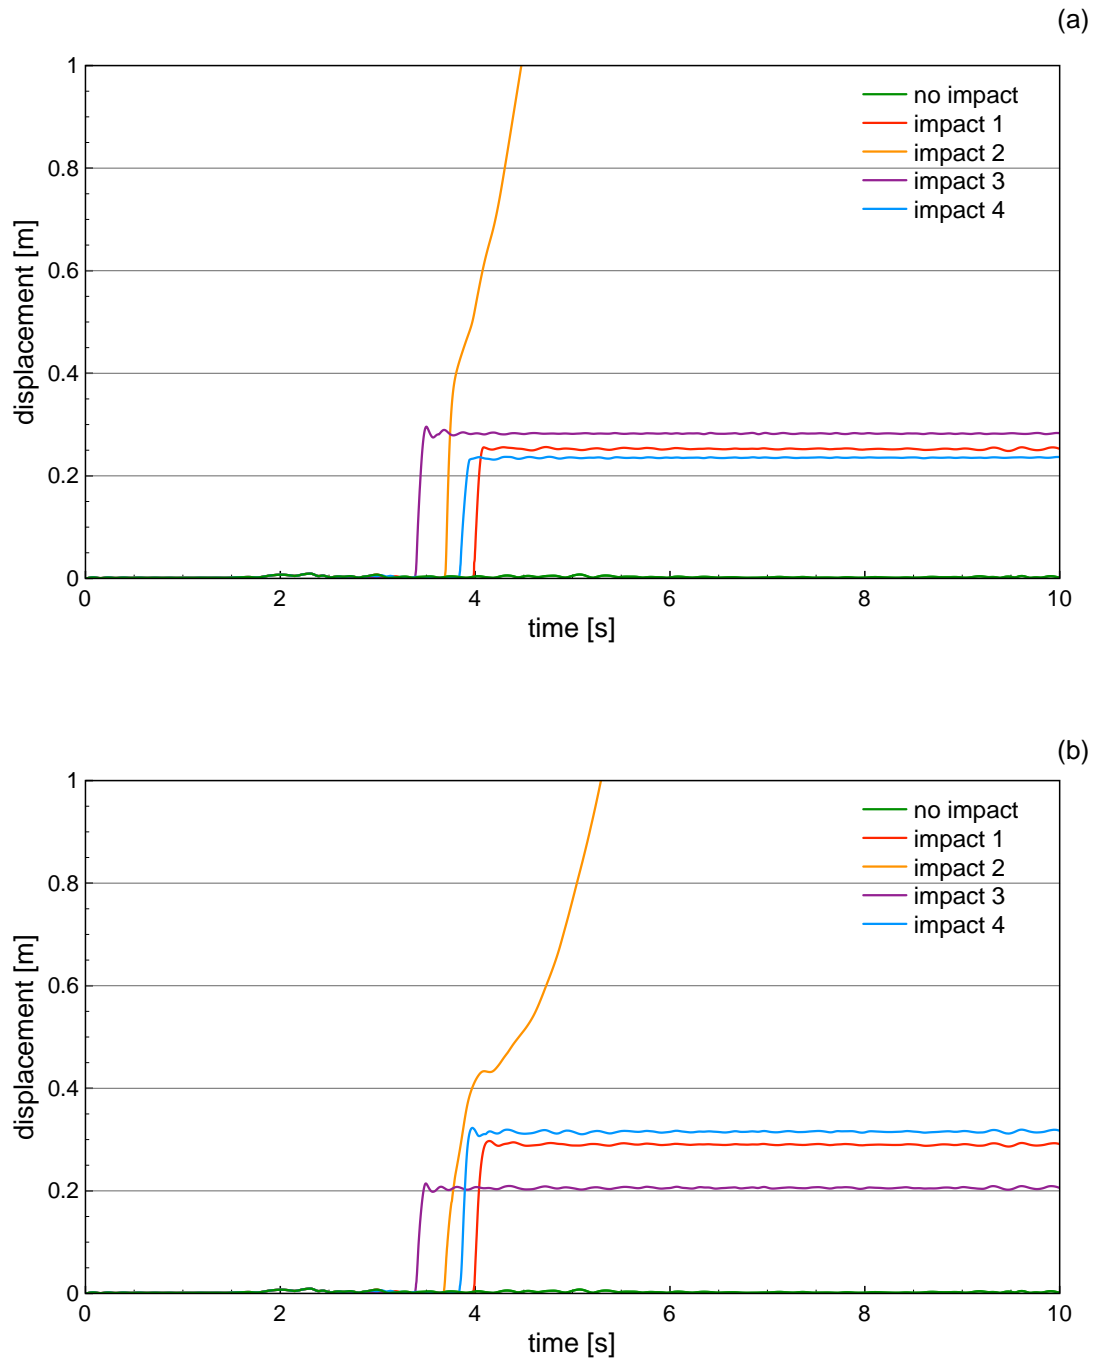 (a)
1
0.8
0.6
0.4
0.2
0
displacement [m]
no impact
impact 1
impact 2
impact 3
impact 4
0 2 4 6 8 10
time [s]
(b)
1
0.8
0.6
0.4
0.2
0
displacement [m]
no impact
impact 1
impact 2
impact 3
impact 4
0 2 4 6 8 10
time [s]